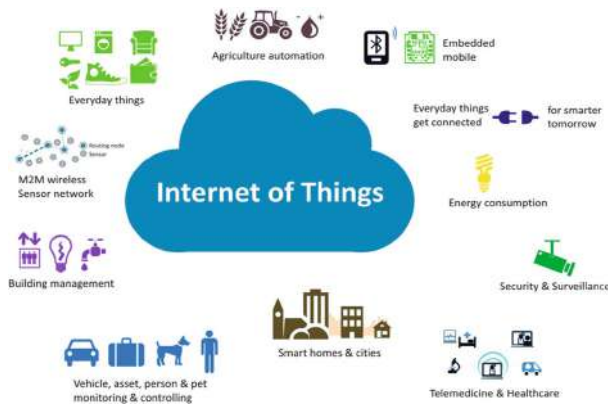 Agriculture automation
Embedded
mobile
Everyday things
Everyday things
get connected
for smarter
tomorrow
Routing node
Sensor
M2M wireless
Sensor network
Internet of Things
Energy consumption
Building management
Security & Surveillance
Smart homes & cities
Vehicle, asset, person & pet
monitoring & controlling
Telemedicine & Healthcare